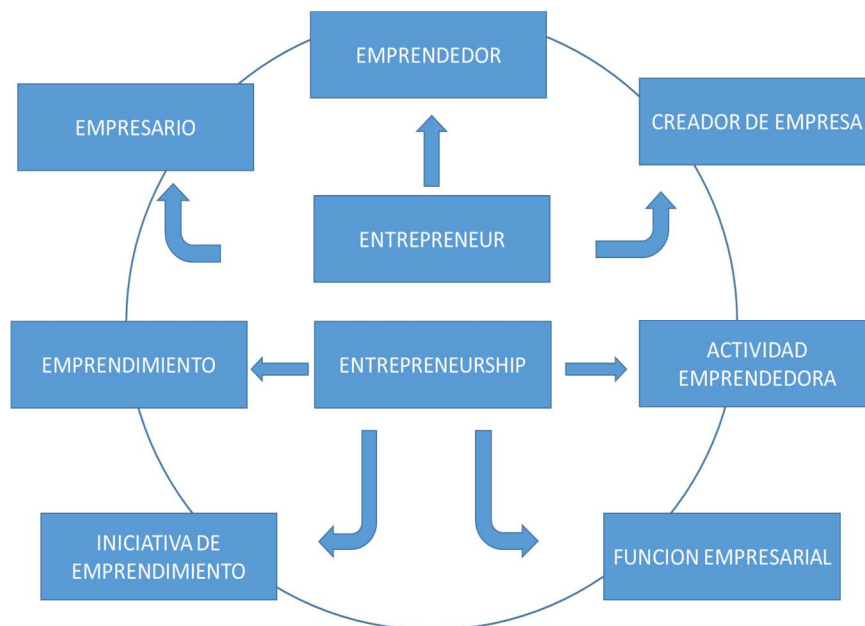 EMPRENDEDOR
EMPRESARIO
CREADOR DE EMPRESA
ENTREPRENEUR
EMPRENDIMIENTO
ENTREPRENEURSHIP
ACTIVIDAD
EMPRENDEDORA
INICIATIVA DE
EMPRENDIMIENTO
FUNCION EMPRESARIAL